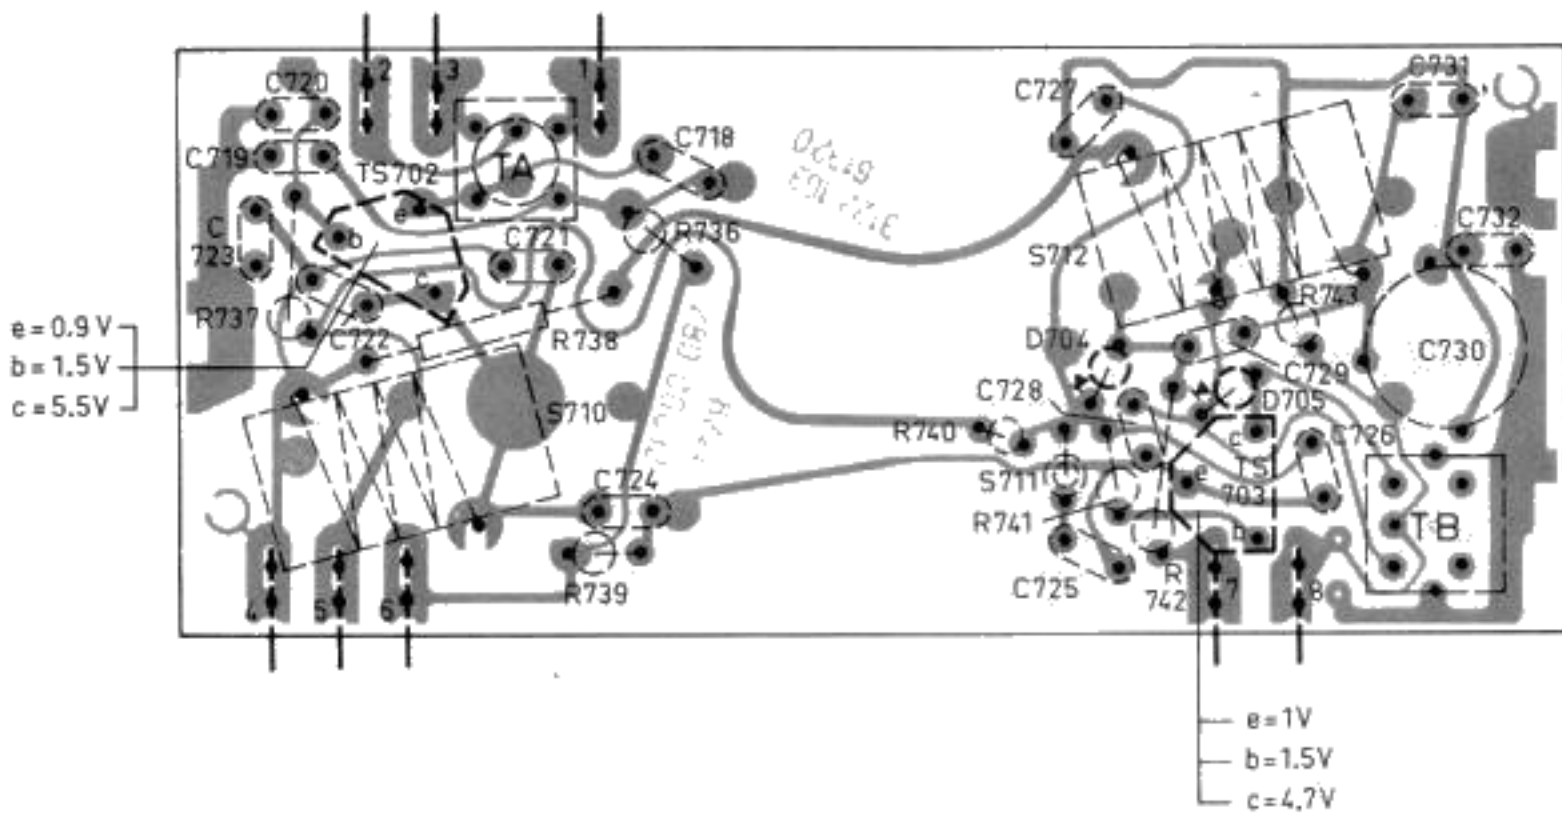 2
3
1
C720
C719
TS702
TA
C718
e
b
C
723
C721
R736
c
R737
C722
R738
e = 0.9 V
b = 1.5V
c = 5.5V
S710
C724
R739
4
5
6
C727
C731
C732
S712
R743
D704
C730
C729
C728
D705
R740
c
C726
S711
e
TS
703
R741
TB
b
C725
R
742
7
8
e = 1V
b = 1.5V
c = 4.7V